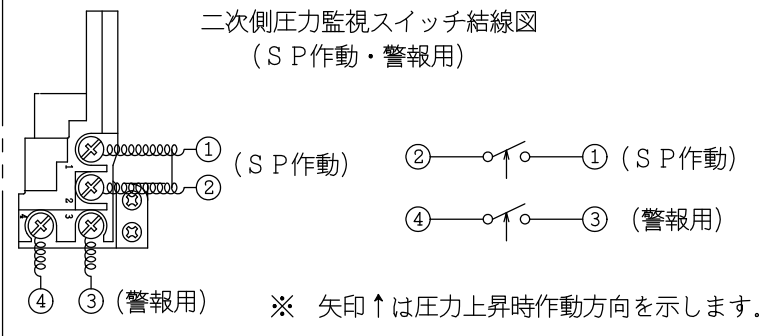 二次側圧力監視スイッチ結線図
(SP作動・警報用)
① (SP作動)
②
1
2
4 3
④ ③ (警報用)
② ① (SP作動)
④ ③ (警報用)
※ 矢印↑は圧力上昇時作動方向を示します。